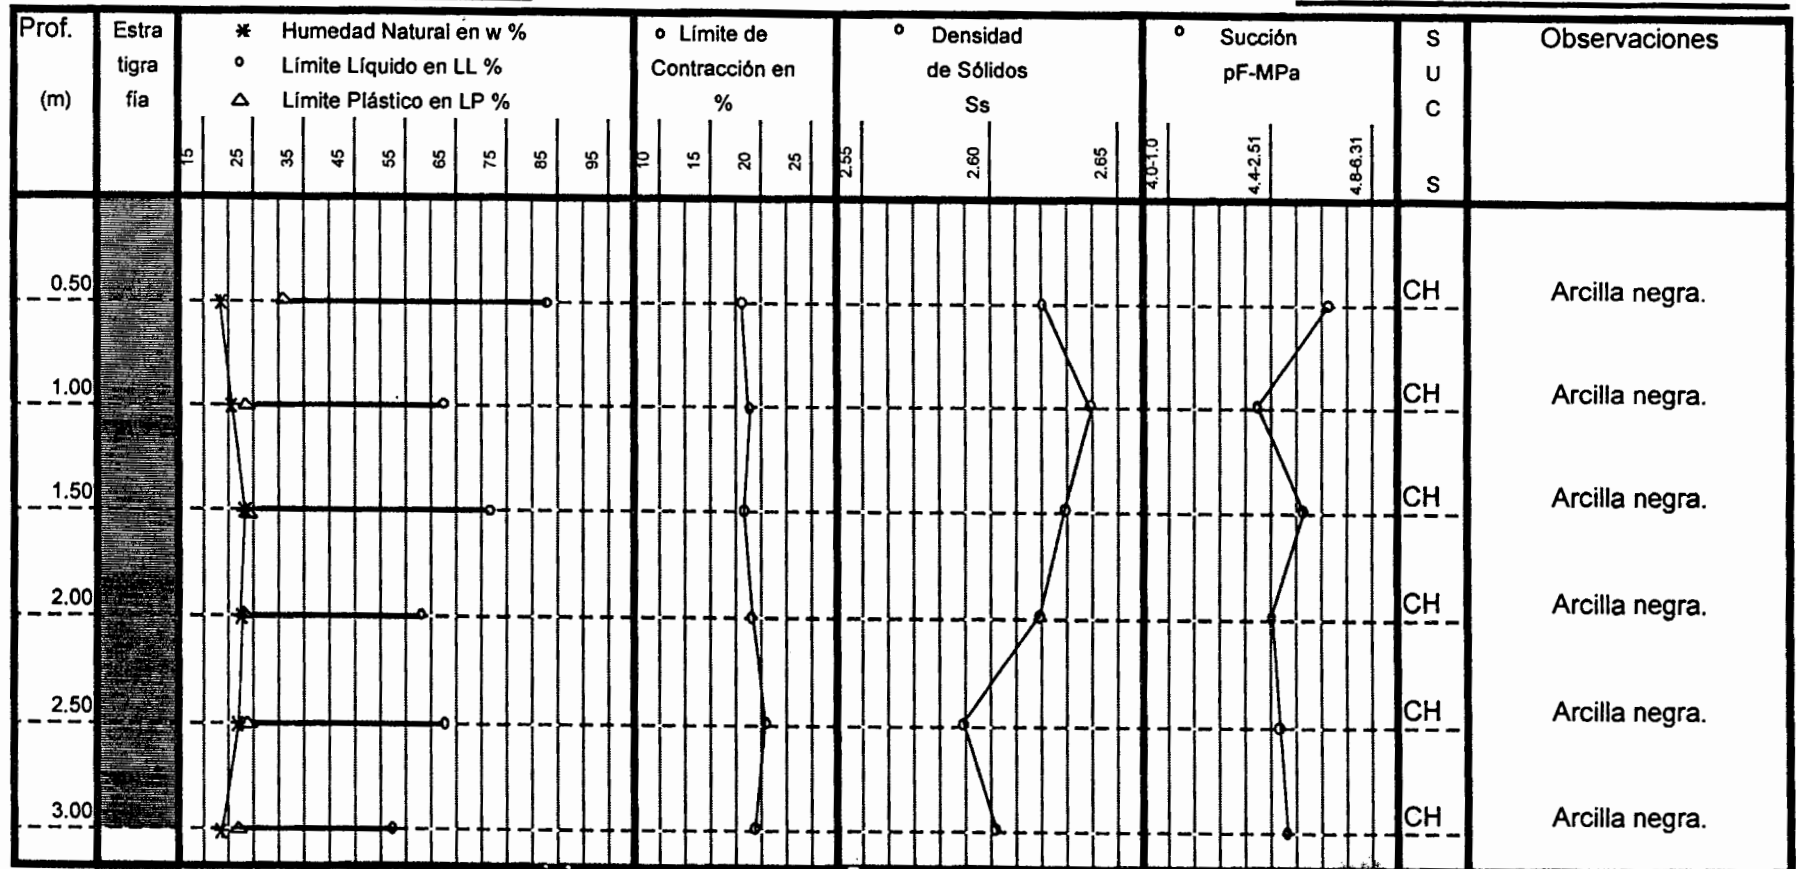 Prof.
(m)
Estra
tigra
fía
Humedad Natural en w %
Límite Líquido en LL %
Límite Plástico en LP %
15 25 35 45 55 65 75 85 95
Límite de
Contracción en
%
10 15 20 25
Densidad
de Sólidos
Ss
2.55 2.60 2.65
Succión
pF-MPa
4.0-1.0 4.4-2.51 4.8-6.31
S
U
C
S
Observaciones
0.50 CH Arcilla negra.
1.00 CH Arcilla negra.
1.50 CH Arcilla negra.
2.00 CH Arcilla negra.
2.50 CH Arcilla negra.
3.00 CH Arcilla negra.